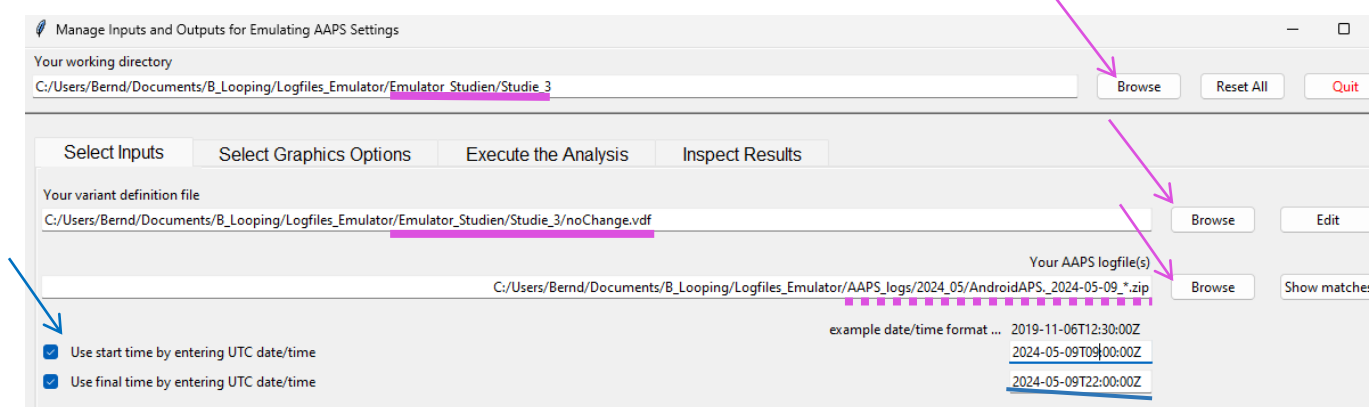 Manage Inputs and Outputs for Emulating AAPS Settings
Your working directory
C:/Users/Bernd/Documents/B_Looping/Logfiles_Emulator/Emulator_Studien/Studie_3 Browse Reset All Quit
Select Inputs Select Graphics Options Execute the Analysis Inspect Results
Your variant definition file
C:/Users/Bernd/Documents/B_Looping/Logfiles_Emulator/Emulator_Studien/Studie_3/noChange.vdf Browse Edit
Your AAPS logfile(s)
C:/Users/Bernd/Documents/B_Looping/Logfiles_Emulator/AAPS_logs/2024_05/AndroidAPS._2024-05-09_*.zip Browse Show matches
example date/time format ... 2019-11-06T12:30:00Z
Use start time by entering UTC date/time 2024-05-09T09:00:00Z
Use final time by entering UTC date/time 2024-05-09T22:00:00Z